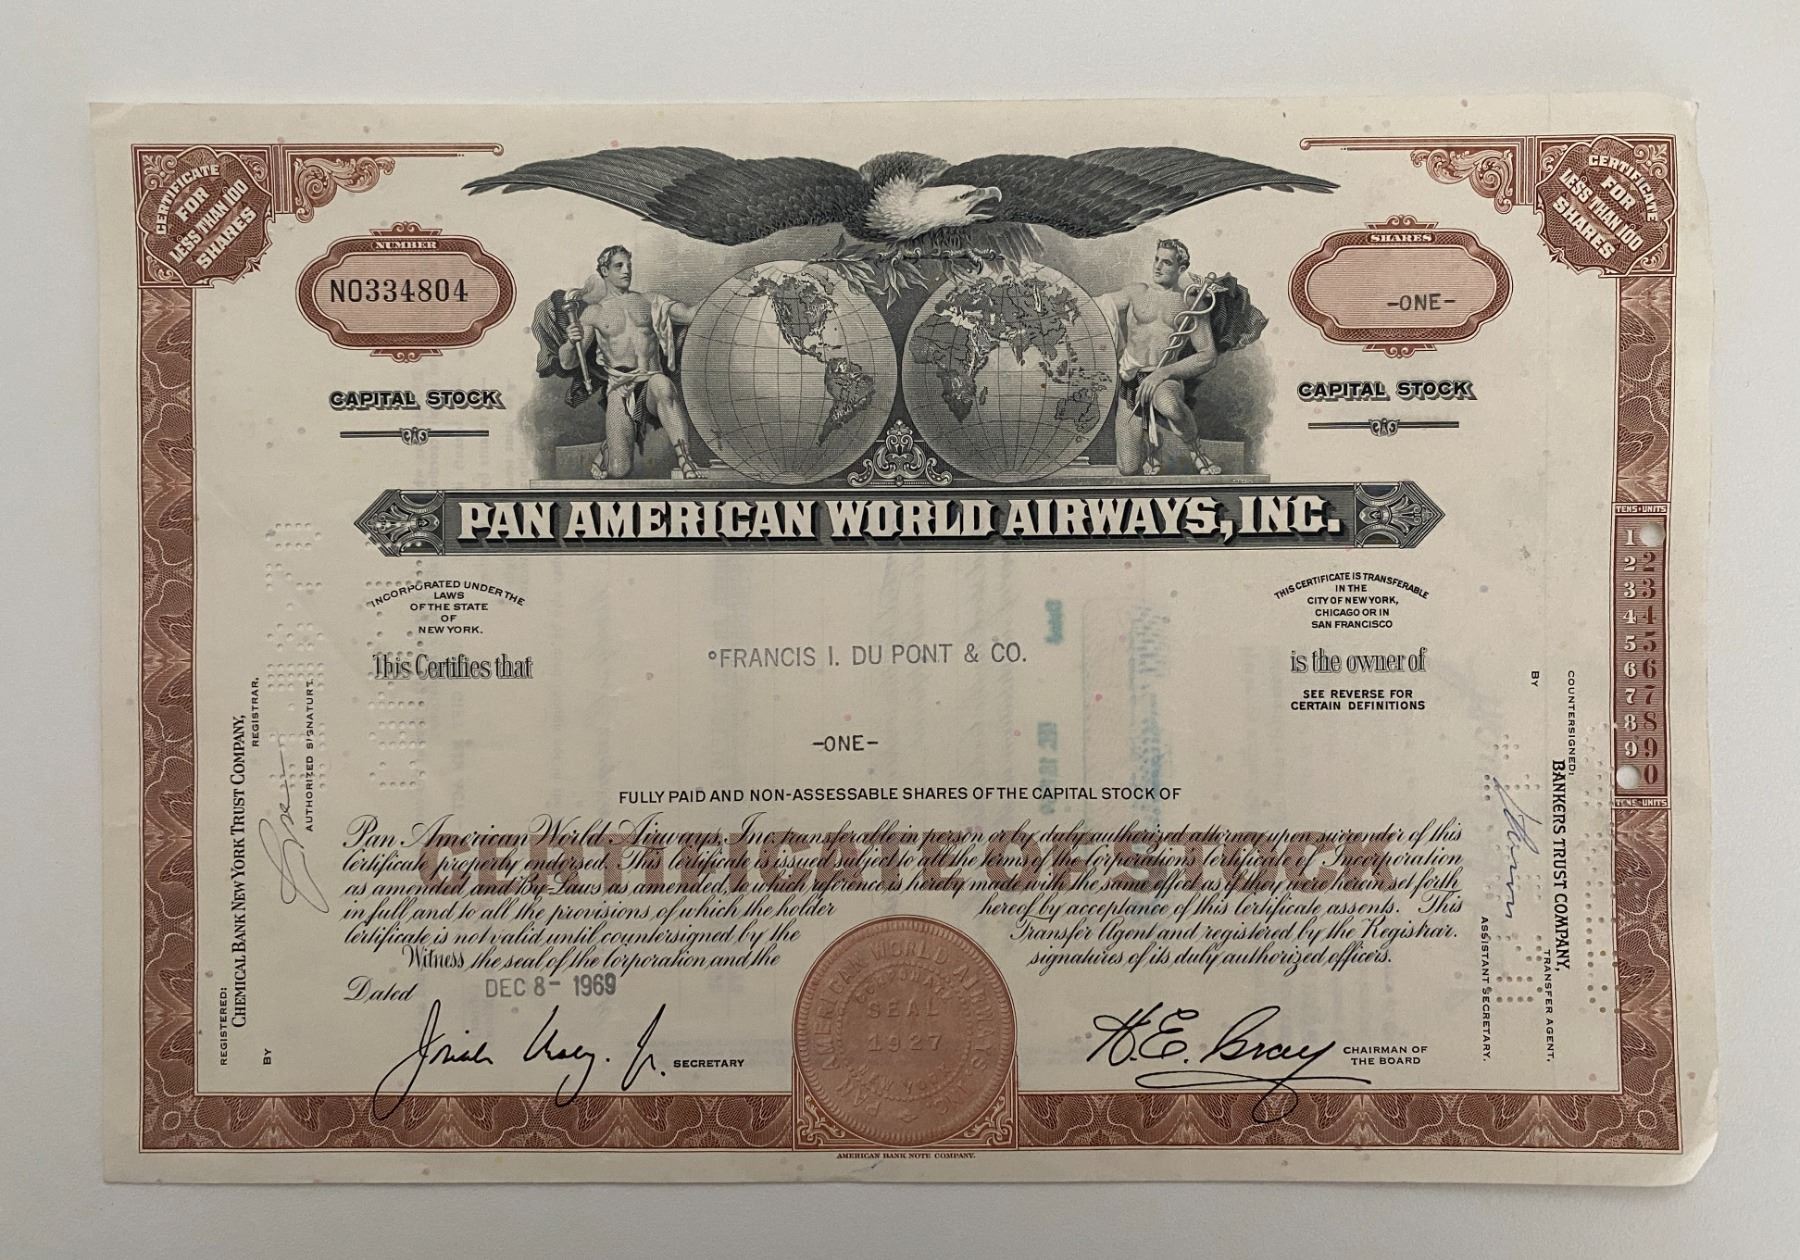 CERTIFICATE
FOR
LESS THAN 100
SHARES
CERTIFICATE
FOR
LESS THAN 100
SHARES
NUMBER
NO334804
SHARES
-ONE-
CAPITAL STOCK
CAPITAL STOCK
PAN AMERICAN WORLD AIRWAYS, INC.
INCORPORATED UNDER THE
LAWS
OF THE STATE
OF
NEW YORK.
THIS CERTIFICATE IS TRANSFERABLE
IN THE
CITY OF NEW YORK,
CHICAGO OR IN
SAN FRANCISCO
This Certifies that
°FRANCIS I. DU PONT & CO.
is the owner of
SEE REVERSE FOR
CERTAIN DEFINITIONS
-ONE-
FULLY PAID AND NON-ASSESSABLE SHARES OF THE CAPITAL STOCK OF
CERTIFICATE OF STOCK
Pan American World Airways, Inc. transferable in person or by duly authorized attorney upon surrender of this
certificate properly endorsed. This certificate is issued subject to all the terms of the Corporation's Certificate of Incorporation
as amended, and By-Laws as amended, to which reference is hereby made with the same effect as if they were herein set forth
in full, and to all the provisions of which the holder hereof by acceptance of this certificate assents. This
certificate is not valid until countersigned by the Transfer Agent and registered by the Registrar.
Witness the seal of the Corporation and the signatures of its duly authorized officers.
Dated DEC 8- 1969
SECRETARY
H.E. Gray
CHAIRMAN OF
THE BOARD
PAN AMERICAN WORLD AIRWAYS, INC.
CORPORATE
SEAL
1927
NEW YORK
AMERICAN BANK NOTE COMPANY.
REGISTERED:
CHEMICAL BANK NEW YORK TRUST COMPANY,
REGISTRAR.
BY
AUTHORIZED SIGNATURE.
COUNTERSIGNED:
BANKERS TRUST COMPANY,
TRANSFER AGENT,
BY
ASSISTANT SECRETARY.
TENS·UNITS
1
2 2
3 3
4 4
5 5
6 6
7 7
8 8
9 9
0
TENS·UNITS